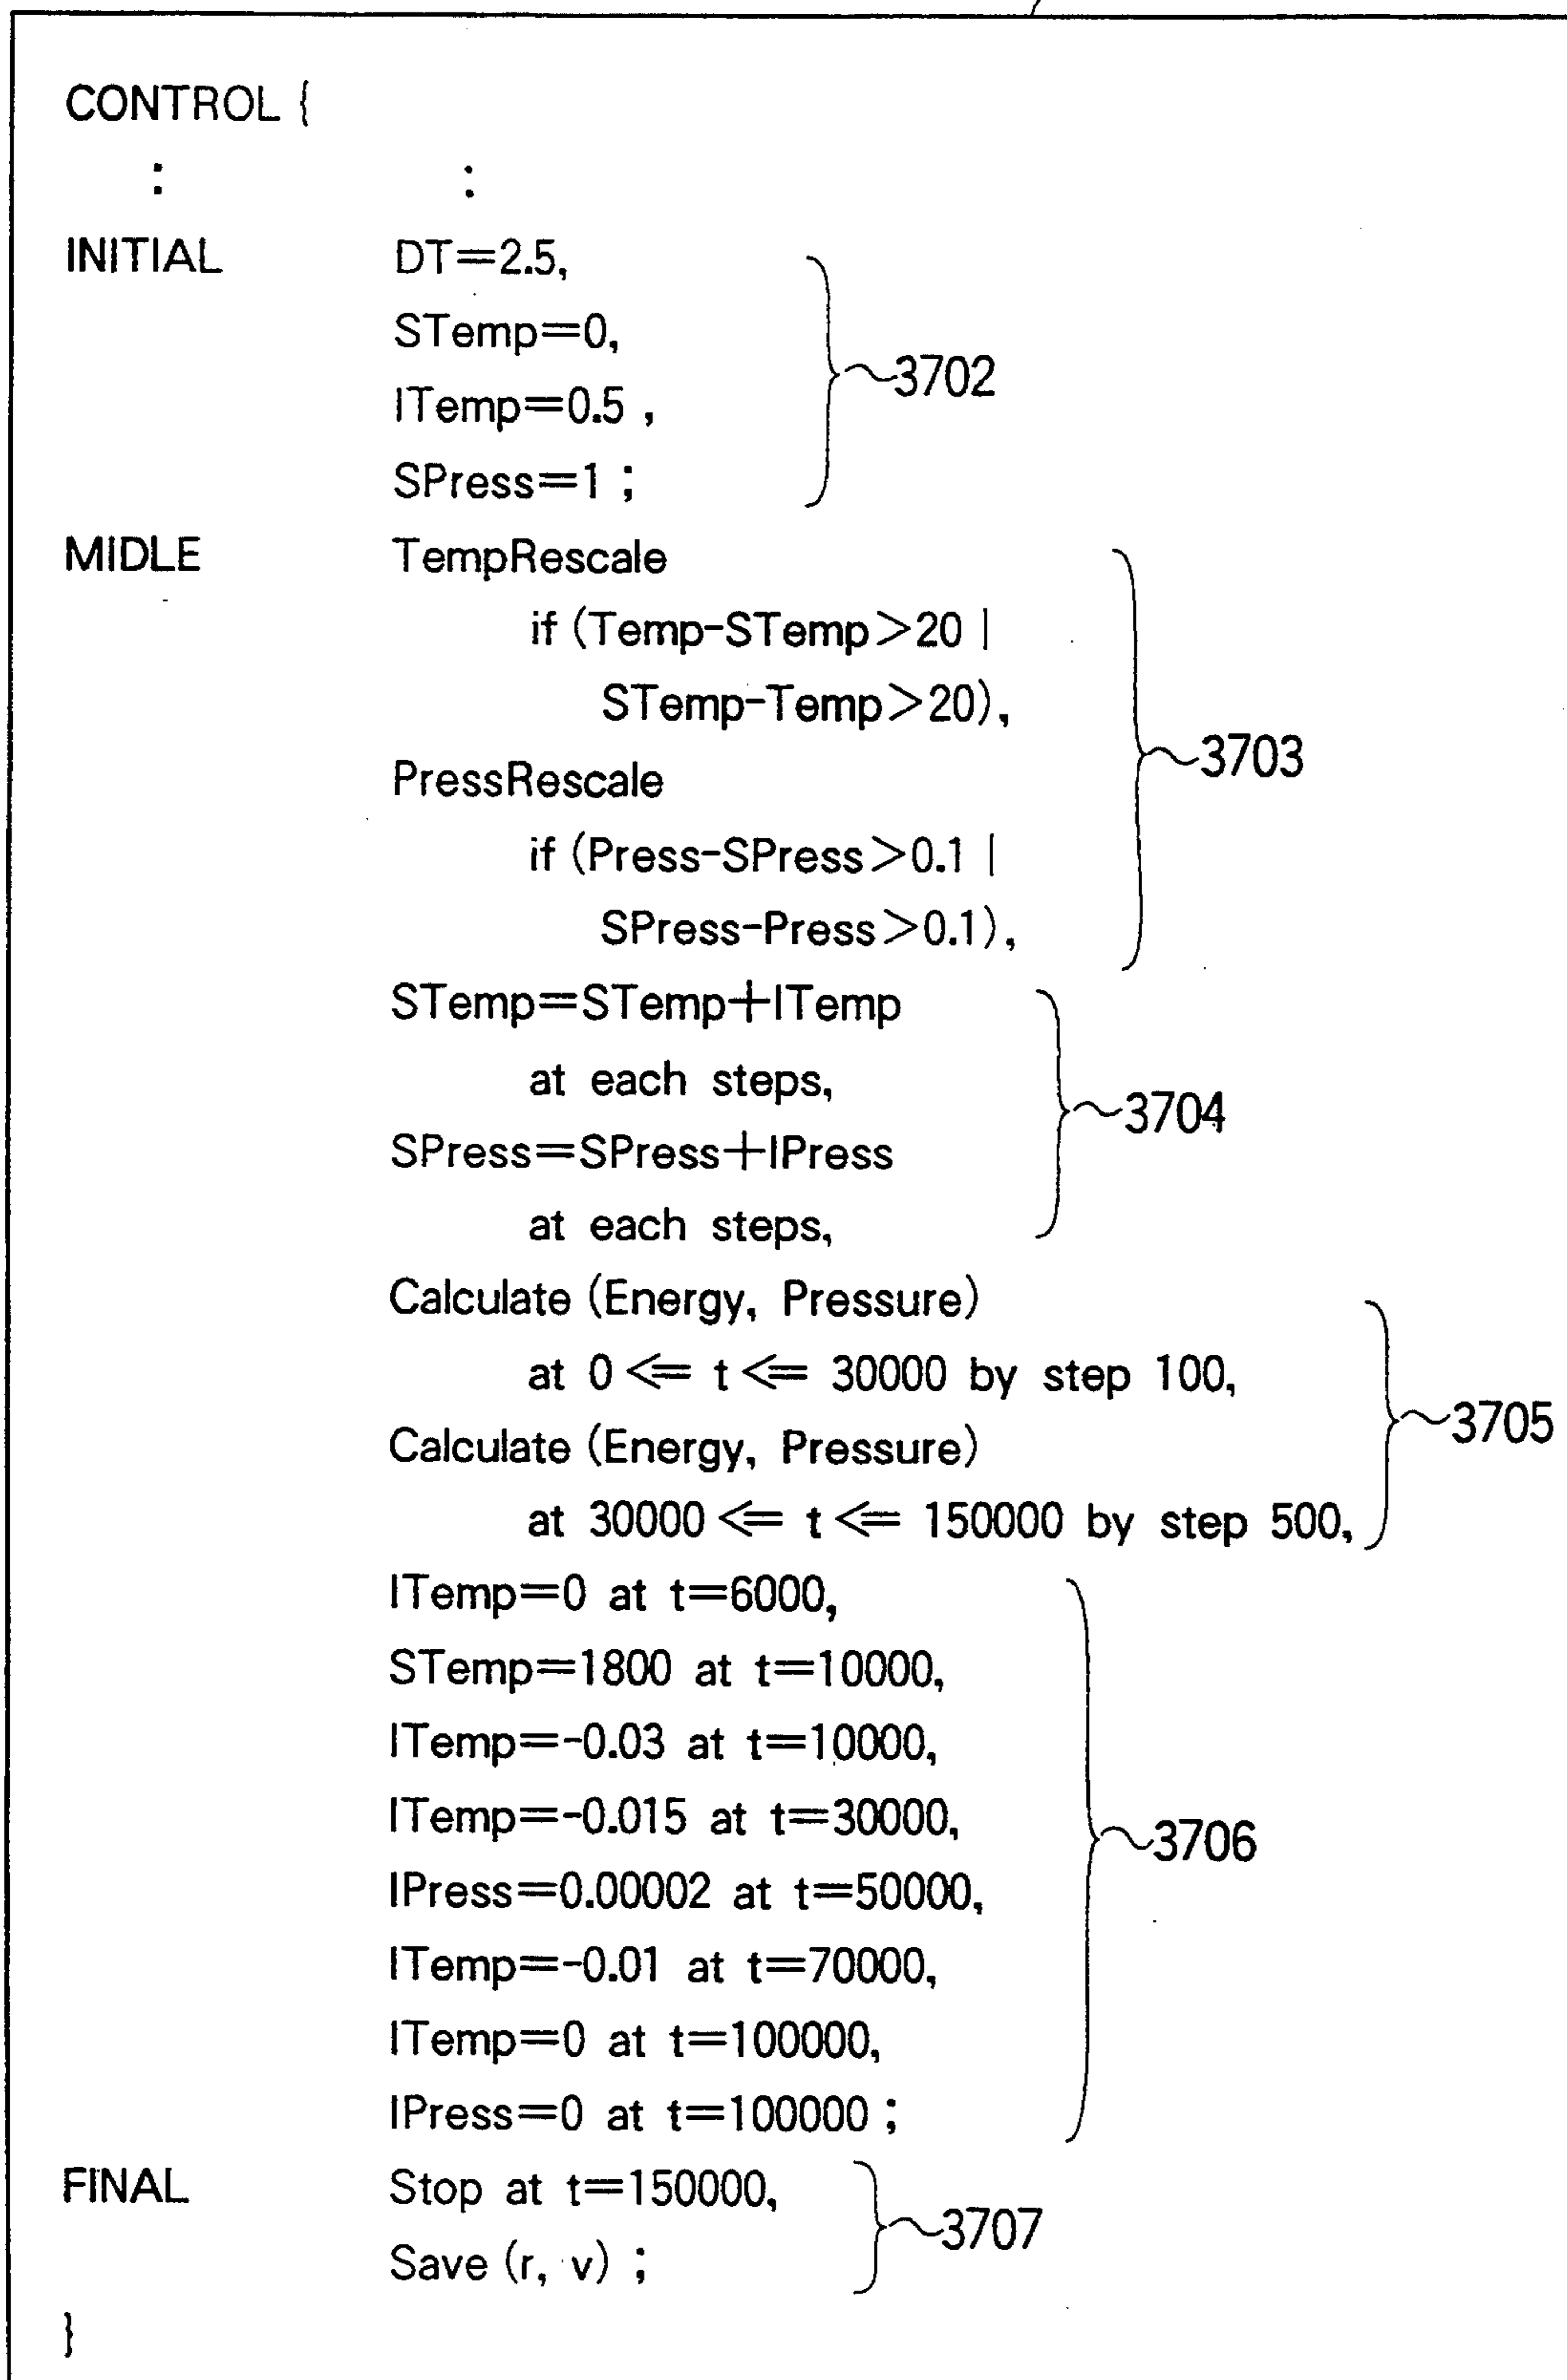 CONTROL {
:    :
INITIAL DT=2.5,
STemp=0,
ITemp=0.5 ,
SPress=1 ;
3702
MIDLE TempRescale
if (Temp-STemp>20 |
STemp-Temp>20),
PressRescale
if (Press-SPress>0.1 |
SPress-Press>0.1),
3703
STemp=STemp+ITemp
at each steps,
SPress=SPress+IPress
at each steps,
3704
Calculate (Energy, Pressure)
at 0 <= t <= 30000 by step 100,
Calculate (Energy, Pressure)
at 30000 <= t <= 150000 by step 500,
3705
ITemp=0 at t=6000,
STemp=1800 at t=10000,
ITemp=-0.03 at t=10000,
ITemp=-0.015 at t=30000,
IPress=0.00002 at t=50000,
ITemp=-0.01 at t=70000,
ITemp=0 at t=100000,
IPress=0 at t=100000 ;
3706
FINAL Stop at t=150000,
Save (r, v) ;
3707
}